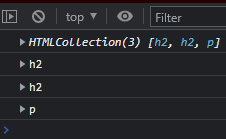 top Filter
HTMLCollection(3) [h2, h2, p]
h2
h2
p